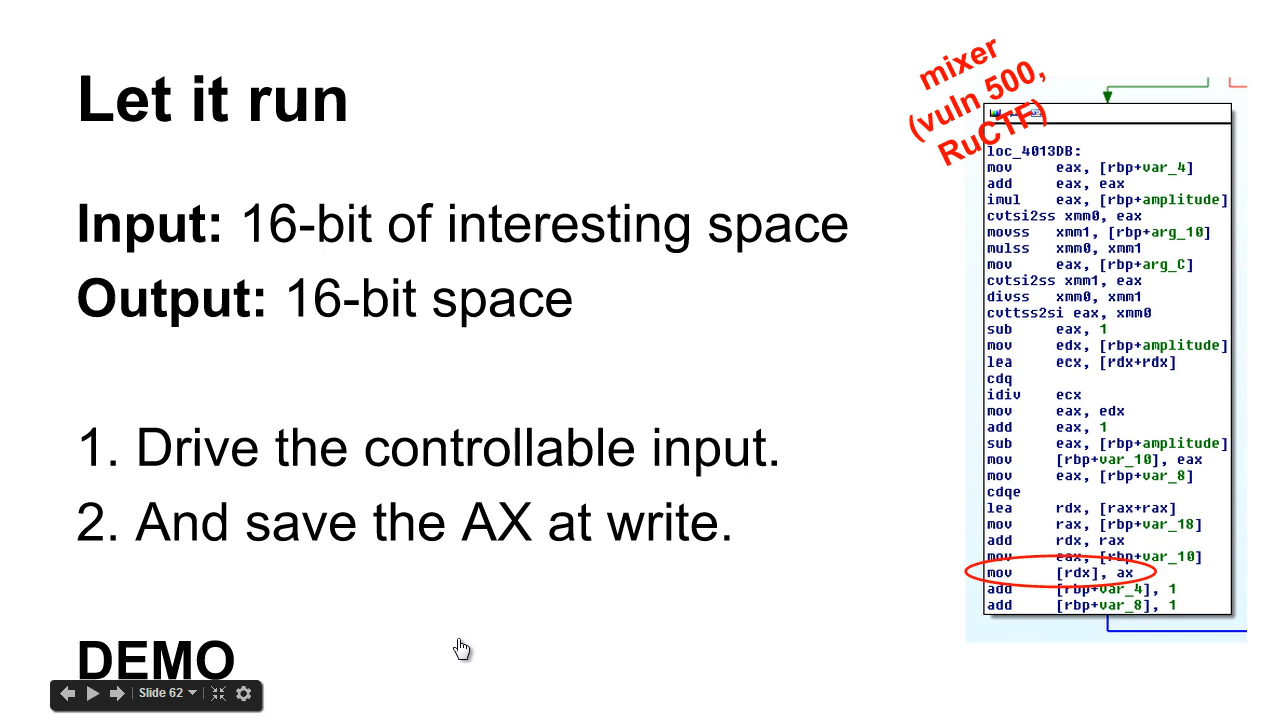 Let it run
Input: 16-bit of interesting space
Output: 16-bit space
1. Drive the controllable input.
2. And save the AX at write.
DEMO
Slide 62
mixer
(vuln 500,
RuCTF)
loc_4013DB:
mov eax, [rbp+var_4]
add eax, eax
imul eax, [rbp+amplitude]
cvtsi2ss xmm0, eax
movss xmm1, [rbp+arg_10]
mulss xmm0, xmm1
mov eax, [rbp+arg_C]
cvtsi2ss xmm1, eax
divss xmm0, xmm1
cvttss2si eax, xmm0
sub eax, 1
mov edx, [rbp+amplitude]
lea ecx, [rdx+rdx]
cdq
idiv ecx
mov eax, edx
add eax, 1
sub eax, [rbp+amplitude]
mov [rbp+var_10], eax
mov eax, [rbp+var_8]
cdqe
lea rdx, [rax+rax]
mov rax, [rbp+var_18]
add rdx, rax
mov eax, [rbp+var_10]
mov [rdx], ax
add [rbp+var_4], 1
add [rbp+var_8], 1